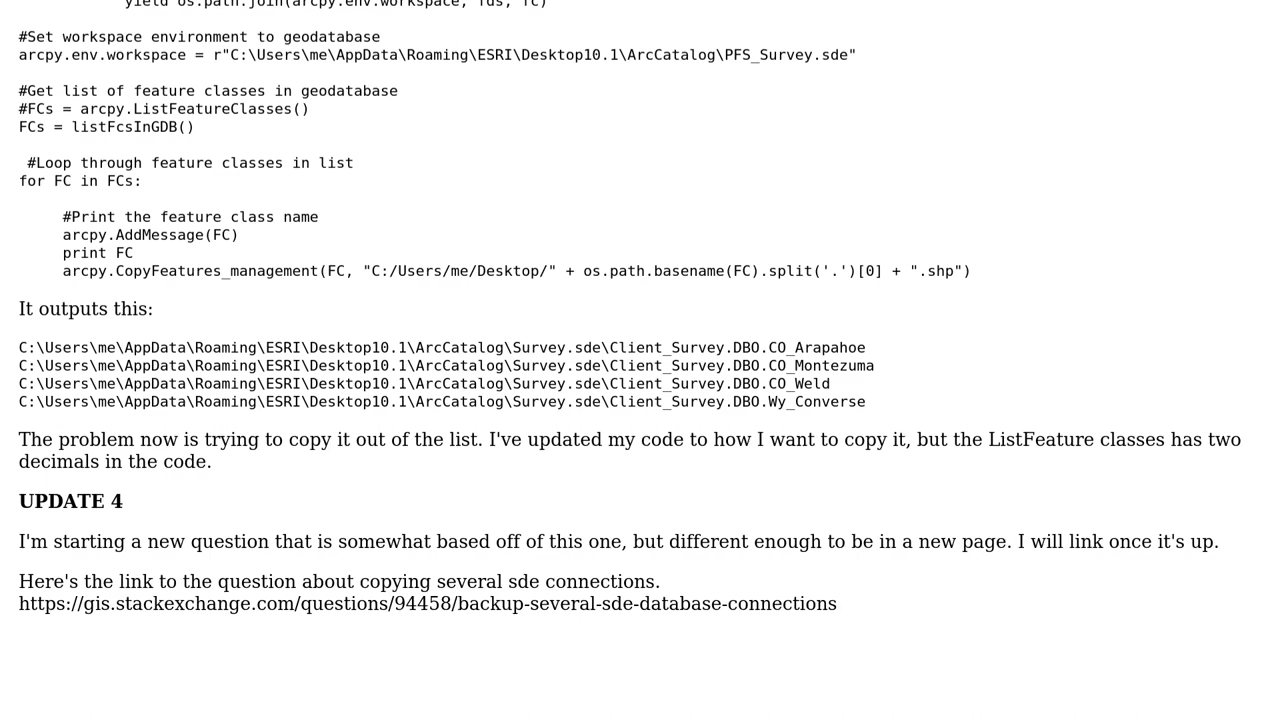 yield os.path.join(arcpy.env.workspace, fds, fc)
#Set workspace environment to geodatabase
arcpy.env.workspace = r"C:\Users\me\AppData\Roaming\ESRI\Desktop10.1\ArcCatalog\PFS_Survey.sde"
#Get list of feature classes in geodatabase
#FCs = arcpy.ListFeatureClasses()
FCs = listFcsInGDB()
#Loop through feature classes in list
for FC in FCs:
#Print the feature class name
arcpy.AddMessage(FC)
print FC
arcpy.CopyFeatures_management(FC, "C:/Users/me/Desktop/" + os.path.basename(FC).split('.')[0] + ".shp")
It outputs this:
C:\Users\me\AppData\Roaming\ESRI\Desktop10.1\ArcCatalog\Survey.sde\Client_Survey.DBO.CO_Arapahoe
C:\Users\me\AppData\Roaming\ESRI\Desktop10.1\ArcCatalog\Survey.sde\Client_Survey.DBO.CO_Montezuma
C:\Users\me\AppData\Roaming\ESRI\Desktop10.1\ArcCatalog\Survey.sde\Client_Survey.DBO.CO_Weld
C:\Users\me\AppData\Roaming\ESRI\Desktop10.1\ArcCatalog\Survey.sde\Client_Survey.DBO.Wy_Converse
The problem now is trying to copy it out of the list. I've updated my code to how I want to copy it, but the ListFeature classes has two
decimals in the code.
UPDATE 4
I'm starting a new question that is somewhat based off of this one, but different enough to be in a new page. I will link once it's up.
Here's the link to the question about copying several sde connections.
https://gis.stackexchange.com/questions/94458/backup-several-sde-database-connections